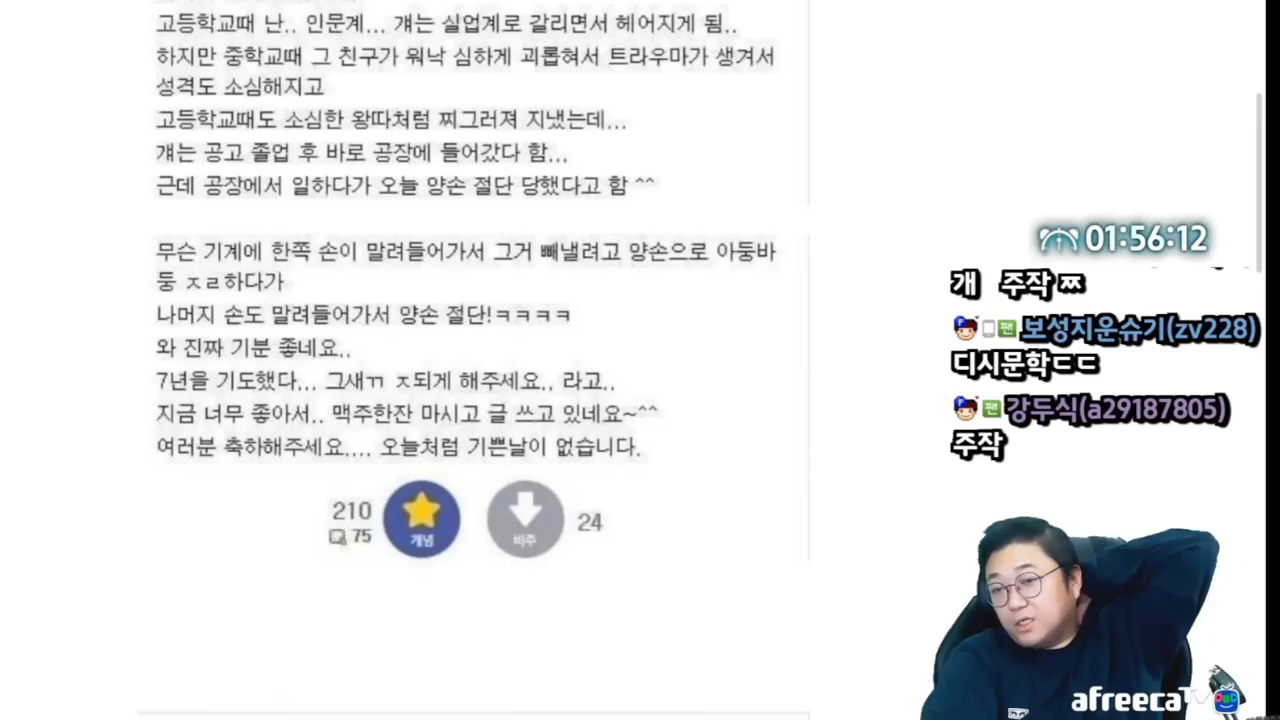 고등학교때 난.. 인문계... 걔는 실업계로 갈리면서 헤어지게 됨..
하지만 중학교때 그 친구가 워낙 심하게 괴롭혀서 트라우마가 생겨서
성격도 소심해지고
고등학교때도 소심한 왕따처럼 찌그러져 지냈는데...
걔는 공고 졸업 후 바로 공장에 들어갔다 함...
근데 공장에서 일하다가 오늘 양손 절단 당했다고 함 ^^
무슨 기계에 한쪽 손이 말려들어가서 그거 빼낼려고 양손으로 아둥바
둥 ㅈㄹ하다가
나머지 손도 말려들어가서 양손 절단!ㅋㅋㅋㅋ
와 진짜 기분 좋네요..
7년을 기도했다... 그새ㄲ ㅈ되게 해주세요.. 라고..
지금 너무 좋아서.. 맥주한잔 마시고 글 쓰고 있네요~^^
여러분 축하해주세요.... 오늘처럼 기쁜날이 없습니다.
210
75
개념
비추
24
01:56:12
개 주작 ㅉ
팬 보성지운슈기(zv228)
디시문학ㄷㄷ
팬 강두식(a29187805)
주작
afreecaTV